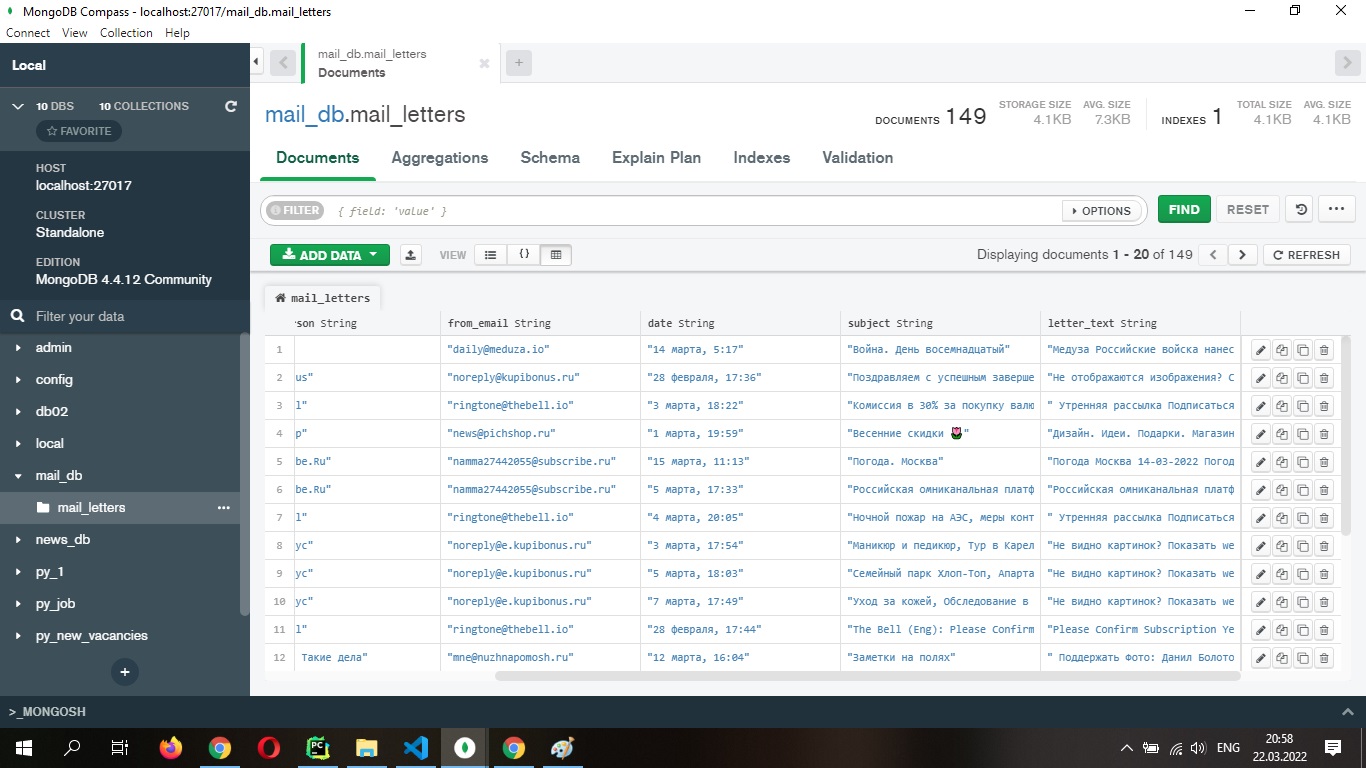 MongoDB Compass - localhost:27017/mail_db.mail_letters
Connect View Collection Help
Local
10 DBS 10 COLLECTIONS
☆ FAVORITE
HOST
localhost:27017
CLUSTER
Standalone
EDITION
MongoDB 4.4.12 Community
Filter your data
admin
config
db02
local
mail_db
mail_letters ...
news_db
py_1
py_job
py_new_vacancies
+
mail_db.mail_letters
Documents
+
mail_db.mail_letters
DOCUMENTS 149
STORAGE SIZE 4.1KB
AVG. SIZE 7.3KB
INDEXES 1
TOTAL SIZE 4.1KB
AVG. SIZE 4.1KB
Documents Aggregations Schema Explain Plan Indexes Validation
FILTER { field: 'value' } OPTIONS FIND RESET ...
ADD DATA VIEW {} Displaying documents 1 - 20 of 149 < > REFRESH
mail_letters
son String from_email String date String subject String letter_text String
1 "daily@meduza.io" "14 марта, 5:17" "Война. День восемнадцатый" "Медуза Российские войска нанес
2 us" "noreply@kupibonus.ru" "28 февраля, 17:36" "Поздравляем с успешным заверше "Не отображаются изображения? С
3 l" "ringtone@thebell.io" "3 марта, 18:22" "Комиссия в 30% за покупку валю " Утренняя рассылка Подписаться
4 p" "news@pichshop.ru" "1 марта, 19:59" "Весенние скидки 🌷" "Дизайн. Идеи. Подарки. Магазин
5 be.Ru" "namma27442055@subscribe.ru" "15 марта, 11:13" "Погода. Москва" "Погода Москва 14-03-2022 Погод
6 be.Ru" "namma27442055@subscribe.ru" "5 марта, 17:33" "Российская омниканальная платф "Российская омниканальная платф
7 l" "ringtone@thebell.io" "4 марта, 20:05" "Ночной пожар на АЭС, меры конт " Утренняя рассылка Подписаться
8 ус" "noreply@e.kupibonus.ru" "3 марта, 17:54" "Маникюр и педикюр, Тур в Карел "Не видно картинок? Показать we
9 ус" "noreply@e.kupibonus.ru" "5 марта, 18:03" "Семейный парк Хлоп-Топ, Апарта "Не видно картинок? Показать we
10 ус" "noreply@e.kupibonus.ru" "7 марта, 17:49" "Уход за кожей, Обследование в "Не видно картинок? Показать we
11 l" "ringtone@thebell.io" "28 февраля, 17:44" "The Bell (Eng): Please Confirm "Please Confirm Subscription Ye
12 Такие дела" "mne@nuzhnapomosh.ru" "12 марта, 16:04" "Заметки на полях" " Поддержать Фото: Данил Болото
>_MONGOSH
PC
ENG
20:58
22.03.2022